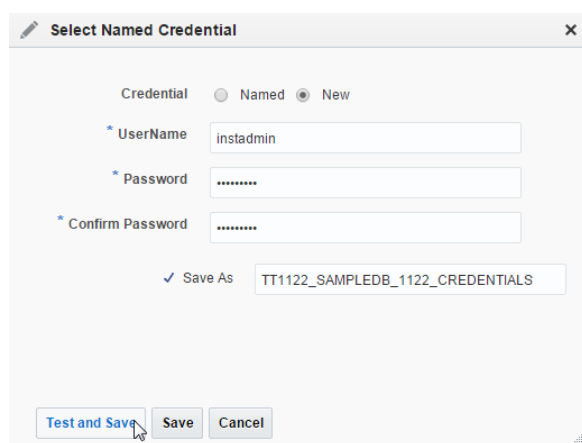 Select Named Credential
Credential Named New
* UserName instadmin
* Password •••••••••
* Confirm Password •••••••••
Save As TT1122_SAMPLEDB_1122_CREDENTIALS
Test and Save Save Cancel